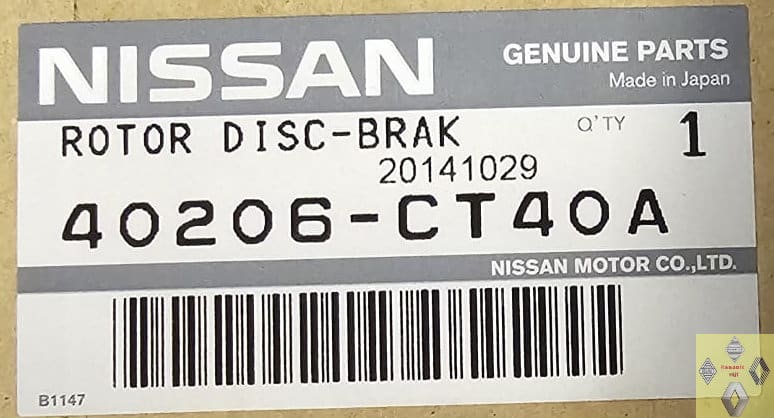 NISSAN
GENUINE PARTS
Made in Japan
ROTOR DISC-BRAK
Q'TY 1
20141029
40206-CT40A
NISSAN MOTOR CO.,LTD.
B1147